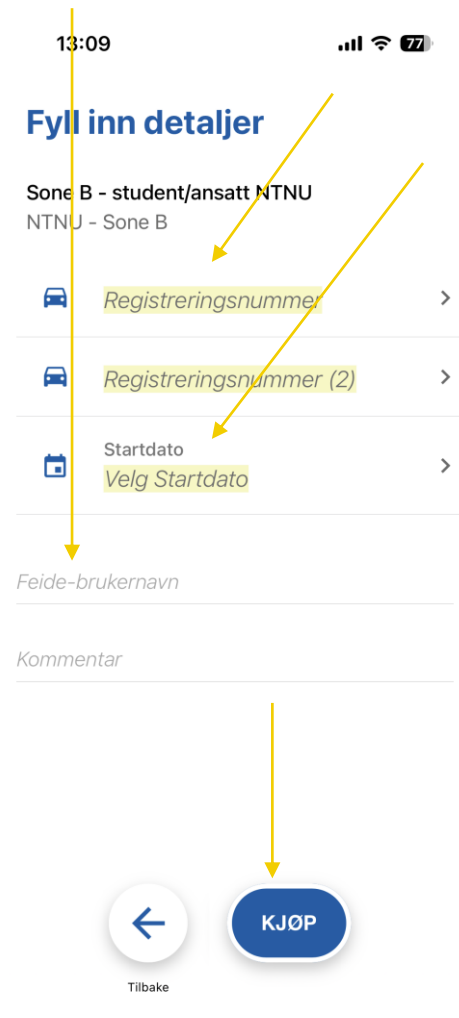 13:09
77
Fyll inn detaljer
Sone B - student/ansatt NTNU
NTNU - Sone B
Registreringsnummer
Registreringsnummer (2)
Startdato
Velg Startdato
Feide-brukernavn
Kommentar
KJØP
Tilbake